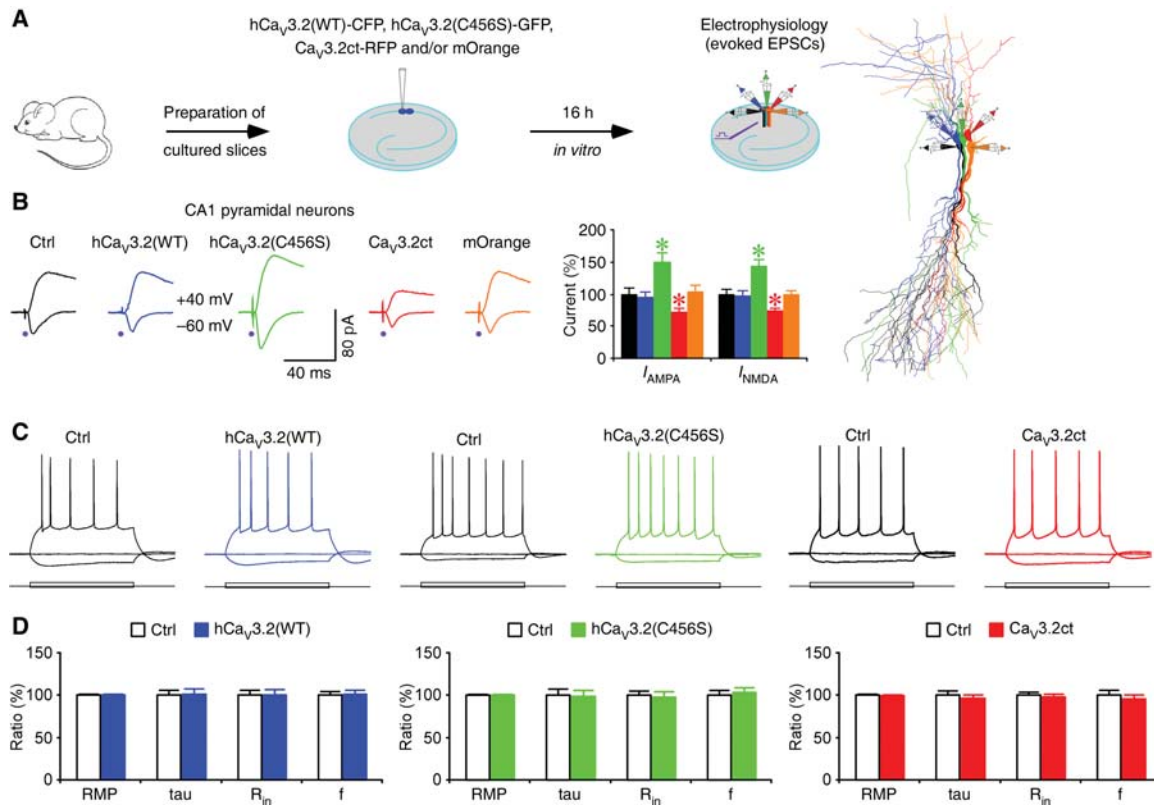 A
hCaV3.2(WT)-CFP, hCaV3.2(C456S)-GFP,
CaV3.2ct-RFP and/or mOrange
Electrophysiology
(evoked EPSCs)
Preparation of
cultured slices
16 h
in vitro
B
CA1 pyramidal neurons
Ctrl hCaV3.2(WT) hCaV3.2(C456S) CaV3.2ct mOrange
+40 mV
–60 mV
80 pA
40 ms
Current (%)
200
150
100
50
0
* * * *
IAMPA INMDA
C
Ctrl hCaV3.2(WT) Ctrl hCaV3.2(C456S) Ctrl CaV3.2ct
D
Ctrl hCaV3.2(WT)
Ratio (%)
150
100
50
0
RMP tau Rin f
Ctrl hCaV3.2(C456S)
Ratio (%)
150
100
50
0
RMP tau Rin f
Ctrl CaV3.2ct
Ratio (%)
150
100
50
0
RMP tau Rin f